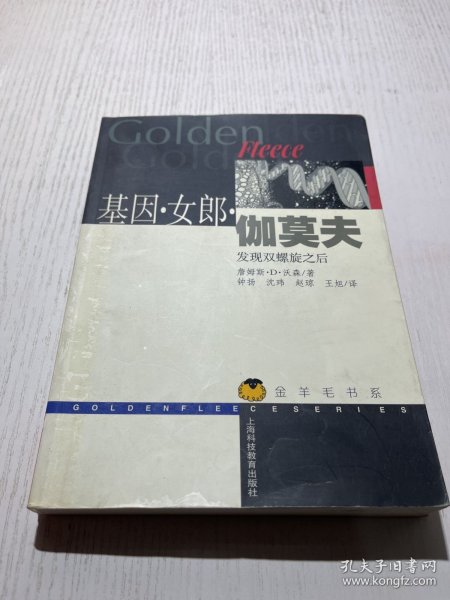 Golden
Gold
Fleece
基因·女郎·
伽莫夫
发现双螺旋之后
詹姆斯·D·沃森/著
钟扬 沈玮 赵琼 王旭/译
金羊毛书系
GOLDENFLEECESERIES
上海科技教育出版社
孔夫子旧书网
www.kongfz.com